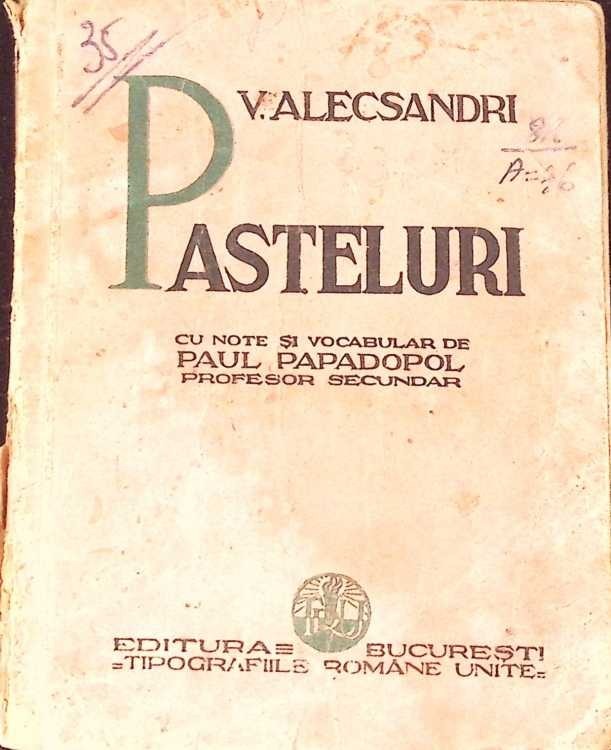 35
V. ALECSANDRI
PASTELURI
CU NOTE ȘI VOCABULAR DE
PAUL PAPADOPOL
PROFESOR SECUNDAR
EDITURA BUCUREȘTI
TIPOGRAFIILE ROMÂNE UNITE